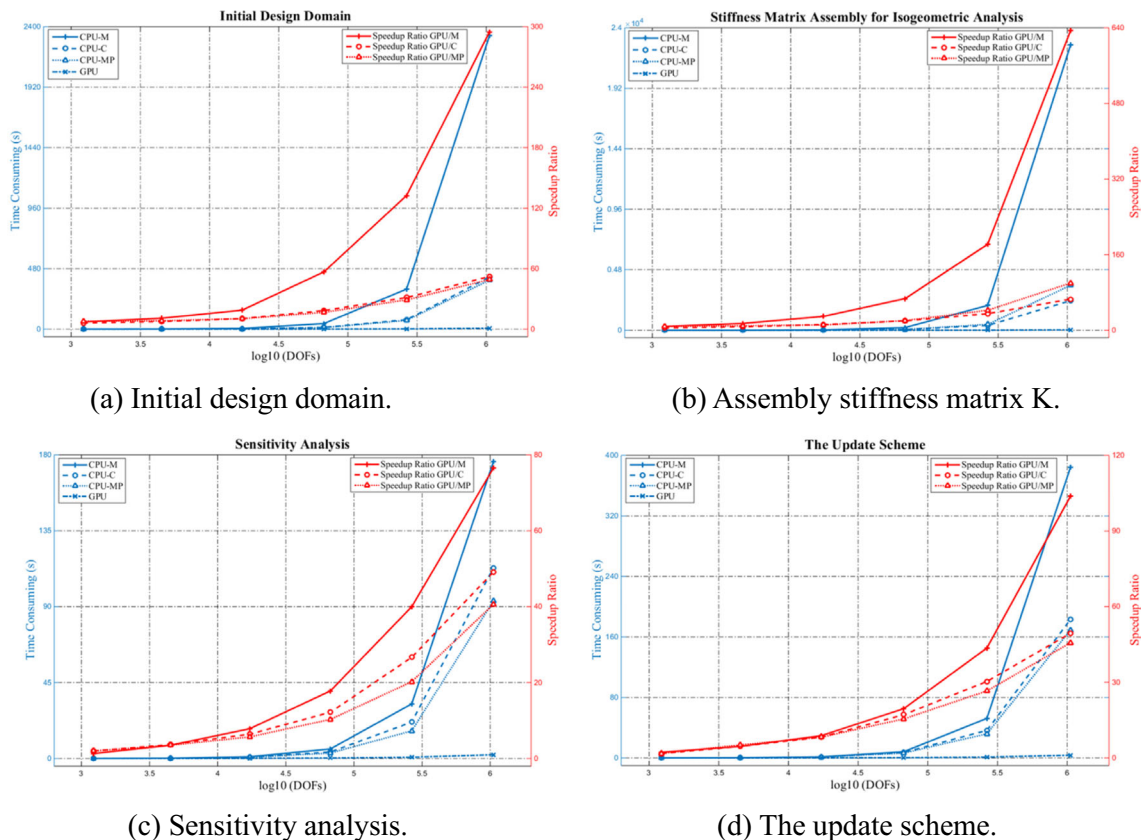 Initial Design Domain
2400
1920
1440
960
480
0
Time Consuming (s)
CPU-M
CPU-C
CPU-MP
GPU
Speedup Ratio GPU/M
Speedup Ratio GPU/C
Speedup Ratio GPU/MP
300
240
180
120
60
0
Speedup Ratio
3 3.5 4 4.5 5 5.5 6
log10 (DOFs)
(a) Initial design domain.
Stiffness Matrix Assembly for Isogeometric Analysis
× 10⁴
2.4
1.92
1.44
0.96
0.48
0
Time Consuming (s)
CPU-M
CPU-C
CPU-MP
GPU
Speedup Ratio GPU/M
Speedup Ratio GPU/C
Speedup Ratio GPU/MP
640
480
320
160
0
Speedup Ratio
3 3.5 4 4.5 5 5.5 6
log10 (DOFs)
(b) Assembly stiffness matrix K.
Sensitivity Analysis
180
135
90
45
0
Time Consuming (s)
CPU-M
CPU-C
CPU-MP
GPU
Speedup Ratio GPU/M
Speedup Ratio GPU/C
Speedup Ratio GPU/MP
80
60
40
20
0
Speedup Ratio
3 3.5 4 4.5 5 5.5 6
log10 (DOFs)
(c) Sensitivity analysis.
The Update Scheme
400
320
240
160
80
0
Time Consuming (s)
CPU-M
CPU-C
CPU-MP
GPU
Speedup Ratio GPU/M
Speedup Ratio GPU/C
Speedup Ratio GPU/MP
120
90
60
30
0
Speedup Ratio
3 3.5 4 4.5 5 5.5 6
log10 (DOFs)
(d) The update scheme.